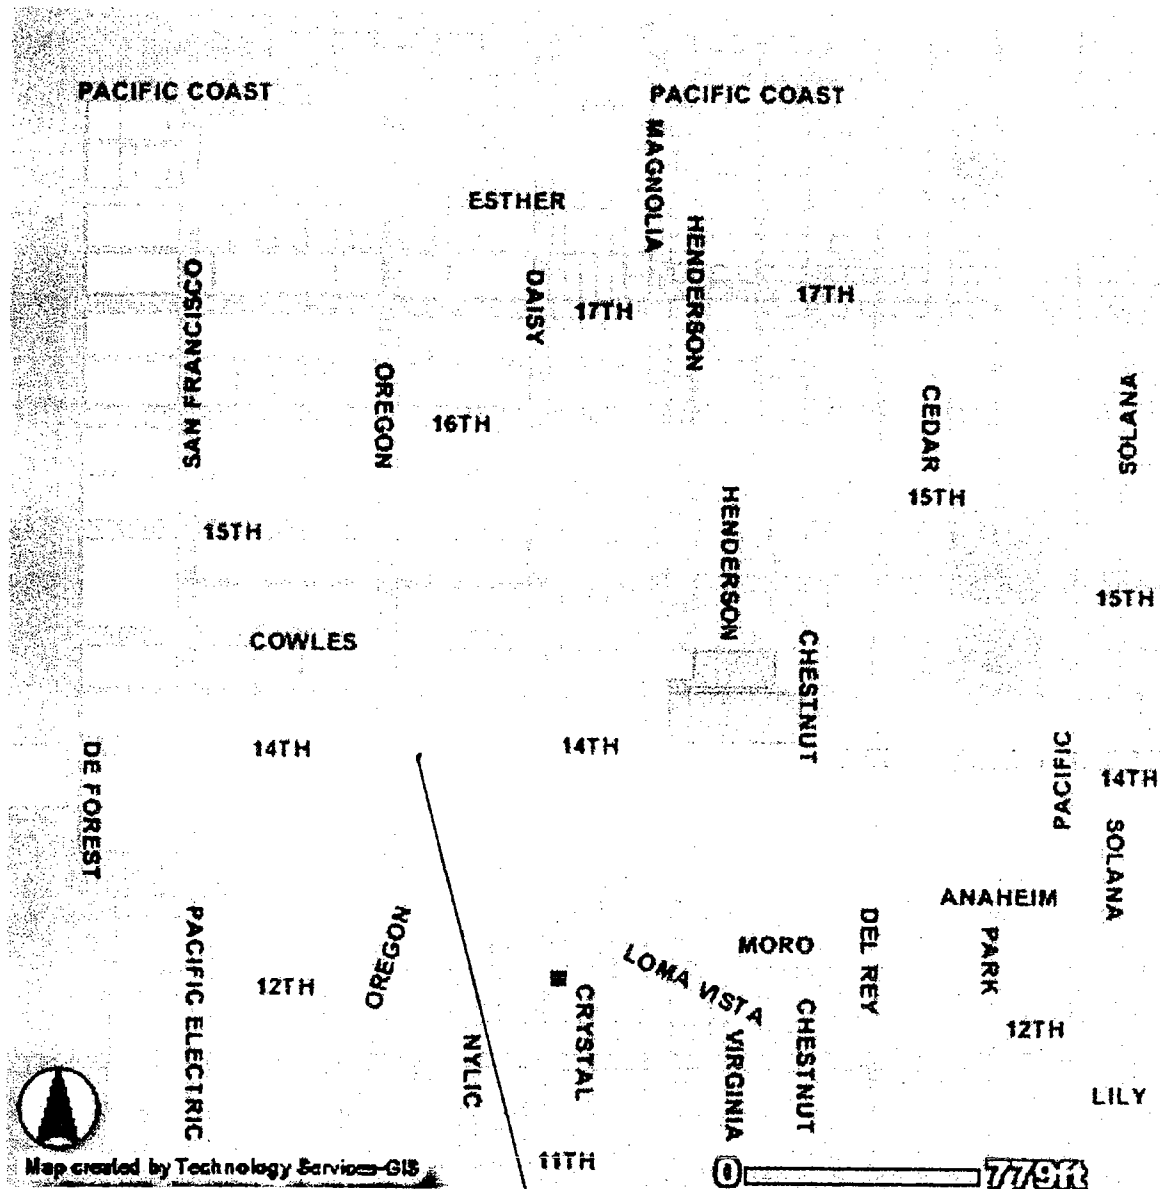 PACIFIC COAST
PACIFIC COAST
MAGNOLIA
ESTHER
HENDERSON
SAN FRANCISCO
DAISY
17TH
17TH
OREGON
16TH
CEDAR
SOLANA
15TH
HENDERSON
15TH
15TH
COWLES
CHESTNUT
14TH
14TH
PACIFIC
14TH
DE FOREST
SOLANA
ANAHEIM
PACIFIC ELECTRIC
OREGON
MORO
DEL REY
PARK
LOMA VISTA
12TH
CRYSTAL
CHESTNUT
12TH
NYLIC
VIRGINIA
LILY
11TH
Map created by Technology Services-GIS
0
779ft